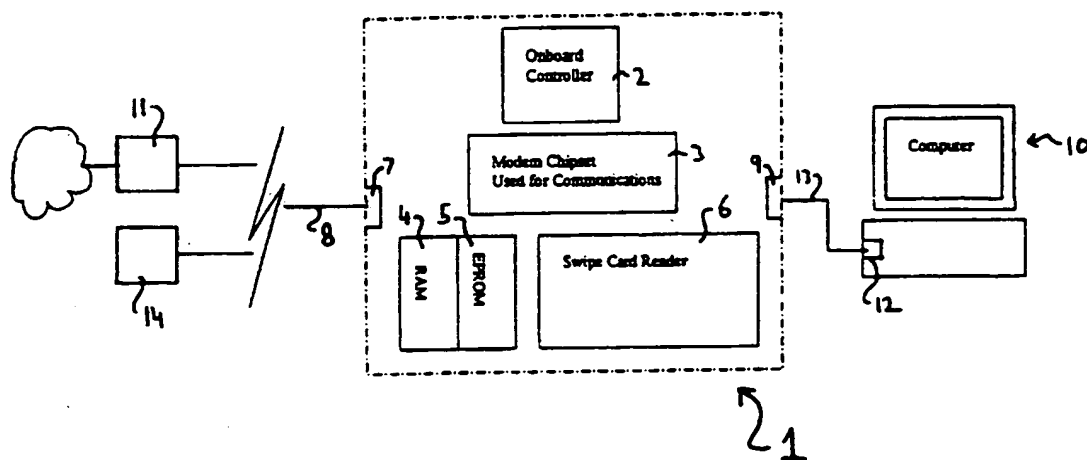 Onboard
Controller
2
11
Modem Chipset
Used for Communications
3
7
9
13
Computer
10
8
4
5
6
RAM
EPROM
Swipe Card Reader
12
14
1